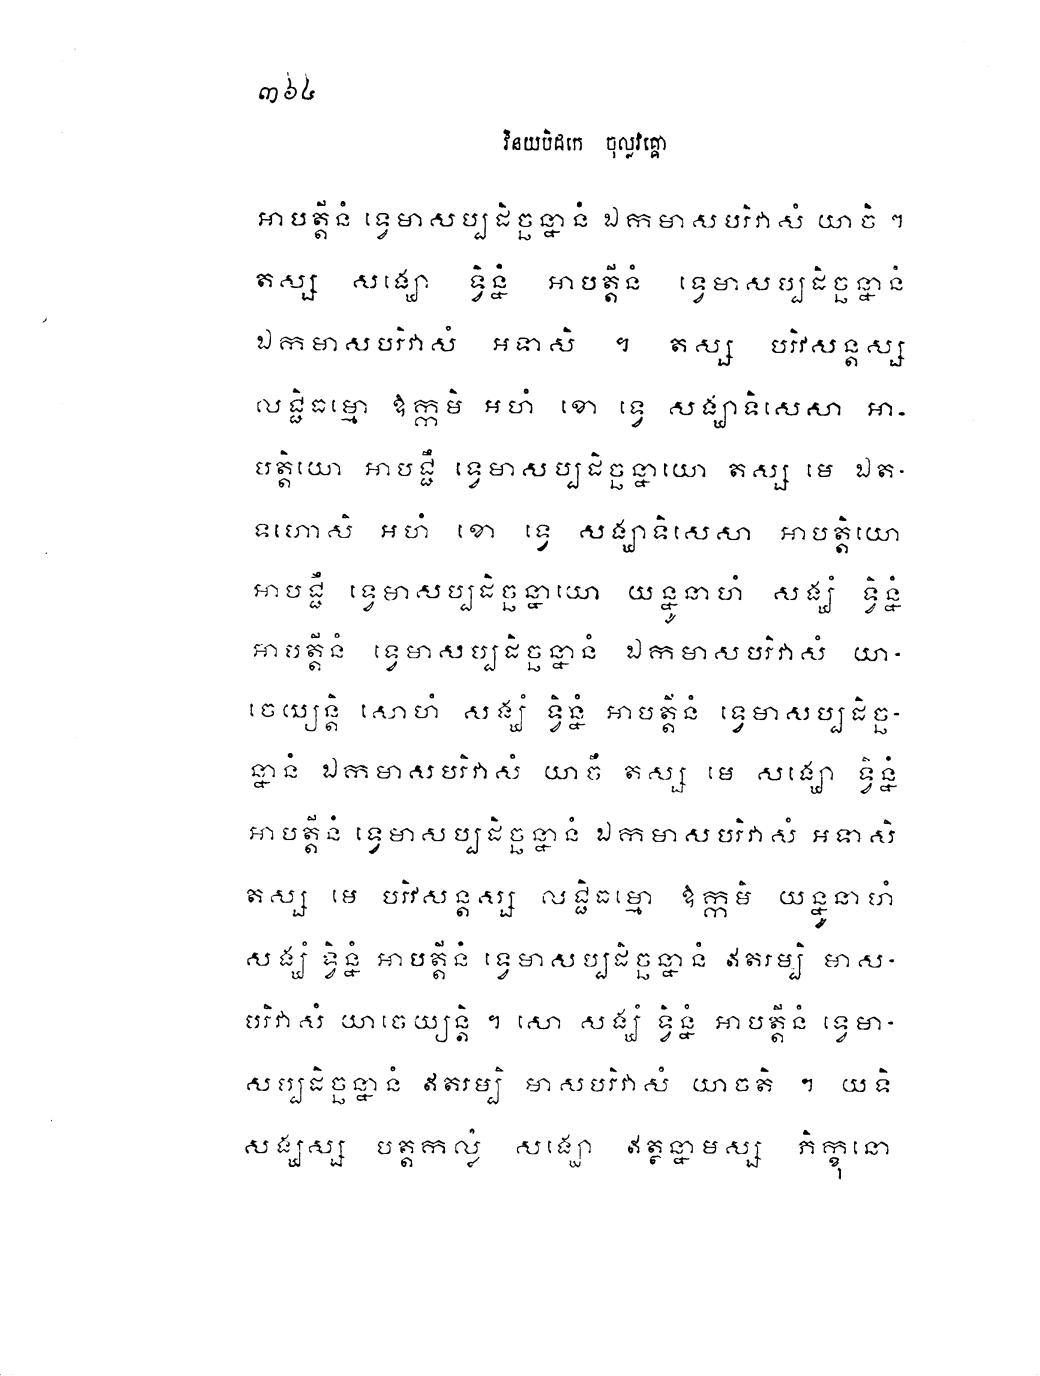 ៣៦៤
វិនយបិដកេ ចុល្លវគ្គោ
អាបត្តីនំ ទ្វេមាសប្បដិច្ឆន្នានំ ឯកមាសបរិវាសំ យាចិ ។
តស្ស សង្ឃោ ទ្វិន្នំ អាបត្តីនំ ទ្វេមាសប្បដិច្ឆន្នានំ
ឯកមាសបរិវាសំ អទាសិ ។ តស្ស បរិវសន្តស្ស
លជ្ជិធម្មោ ឱក្កមិ អហំ ខោ ទ្វេ សង្ឃាទិសេសា អា-
បត្តិយោ អាបជ្ជឹ ទ្វេមាសប្បដិច្ឆន្នាយោ តស្ស មេ ឯត-
ទហោសិ អហំ ខោ ទ្វេ សង្ឃាទិសេសា អាបត្តិយោ
អាបជ្ជឹ ទ្វេមាសប្បដិច្ឆន្នាយោ យន្នូនាហំ សង្ឃំ ទ្វិន្នំ
អាបត្តីនំ ទ្វេមាសប្បដិច្ឆន្នានំ ឯកមាសបរិវាសំ យា-
ចេយ្យន្តិ សោហំ សង្ឃំ ទ្វិន្នំ អាបត្តីនំ ទ្វេមាសប្បដិច្ឆ-
ន្នានំ ឯកមាសបរិវាសំ យាចឹ តស្ស មេ សង្ឃោ ទ្វិន្នំ
អាបត្តីនំ ទ្វេមាសប្បដិច្ឆន្នានំ ឯកមាសបរិវាសំ អទាសិ
តស្ស មេ បរិវសន្តស្ស លជ្ជិធម្មោ ឱក្កមិ យន្នូនាហំ
សង្ឃំ ទ្វិន្នំ អាបត្តីនំ ទ្វេមាសប្បដិច្ឆន្នានំ ឥតរម្បិ មាស-
បរិវាសំ យាចេយ្យន្តិ ។ សោ សង្ឃំ ទ្វិន្នំ អាបត្តីនំ ទ្វេមា-
សប្បដិច្ឆន្នានំ ឥតរម្បិ មាសបរិវាសំ យាចតិ ។ យទិ
សង្ឃស្ស បត្តកល្លំ សង្ឃោ ឥត្ថន្នាមស្ស ភិក្ខុនោ